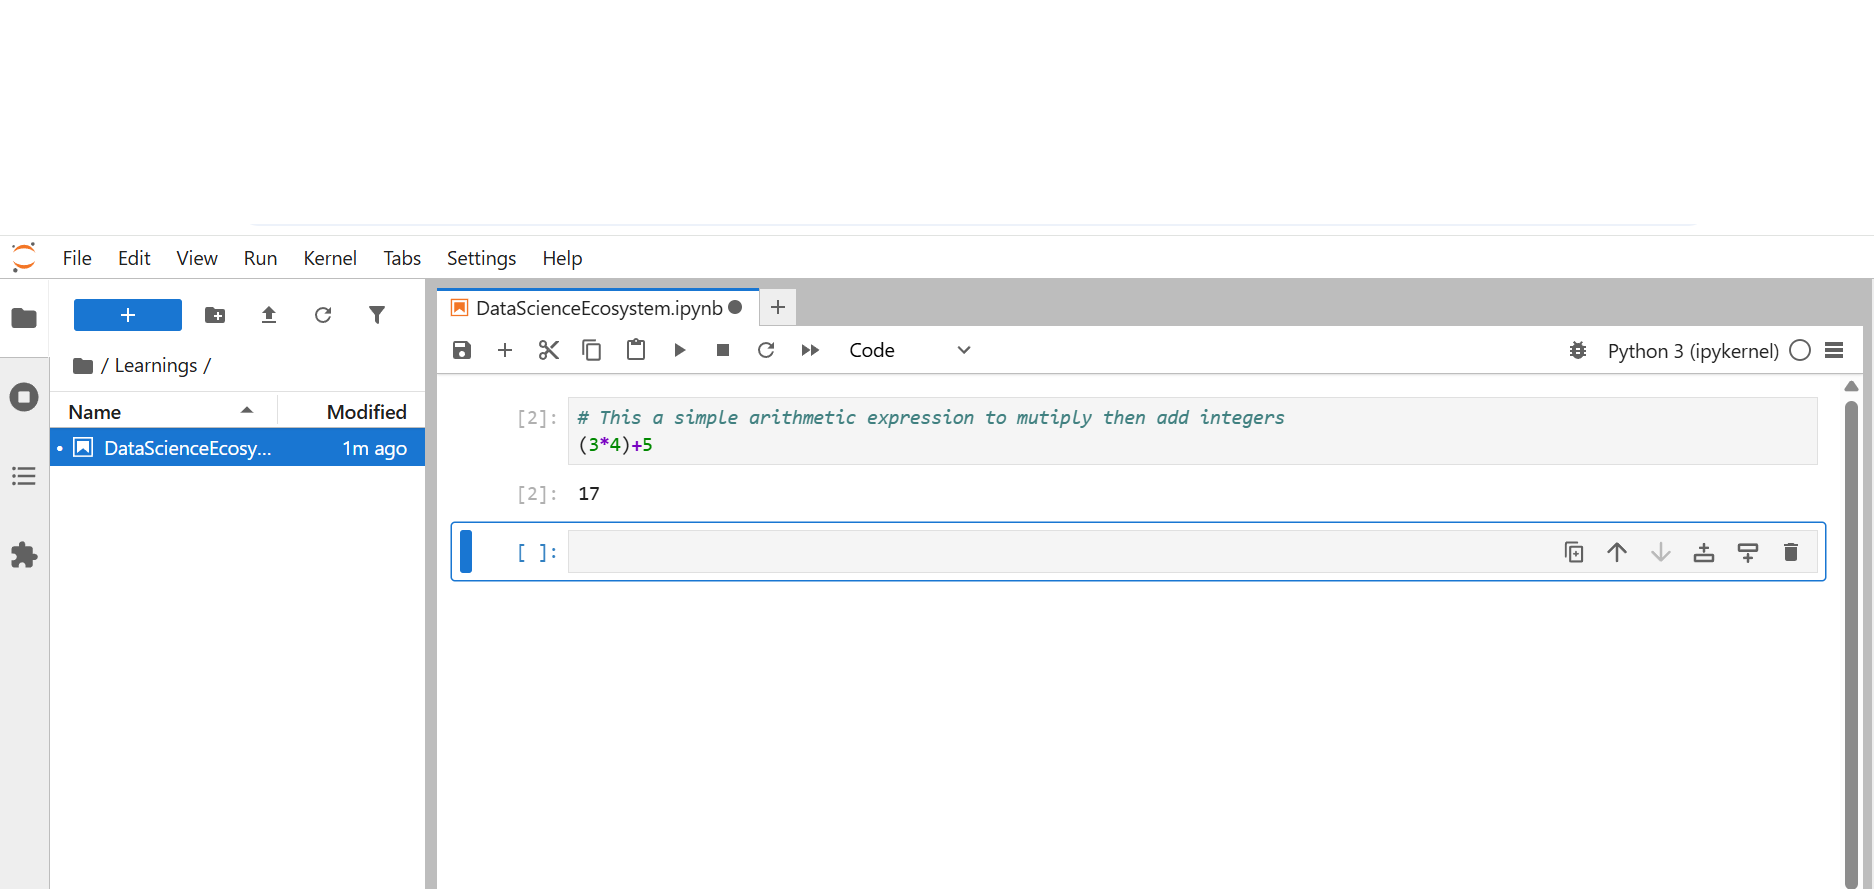 File Edit View Run Kernel Tabs Settings Help
DataScienceEcosystem.ipynb
/ Learnings /
Code
Python 3 (ipykernel)
Name Modified
DataScienceEcosy... 1m ago
[2]: # This a simple arithmetic expression to mutiply then add integers
(3*4)+5
[2]: 17
[ ]: